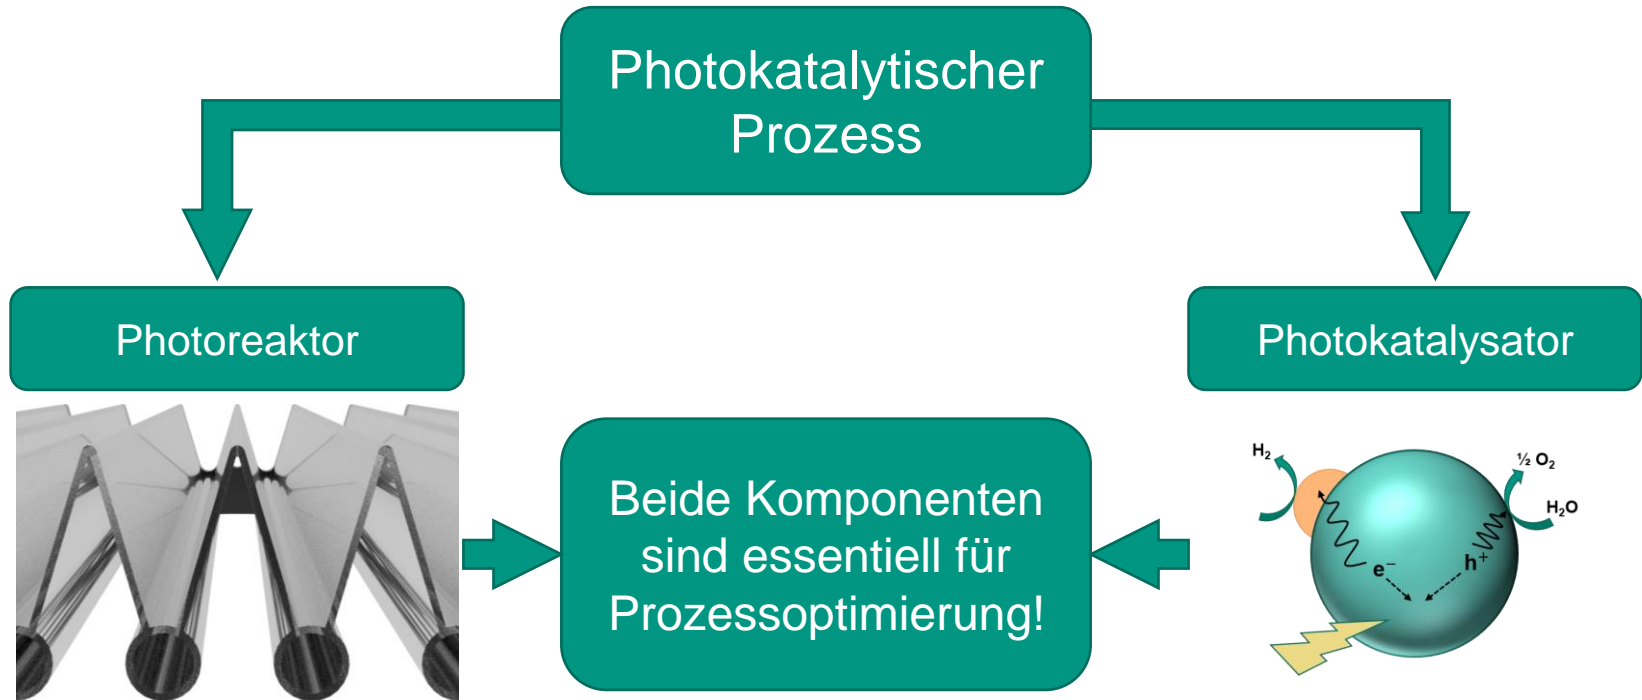 Photokatalytischer
Prozess
Photoreaktor
Photokatalysator
Beide Komponenten
sind essentiell für
Prozessoptimierung!
H₂
½ O₂
H₂O
e⁻
h⁺